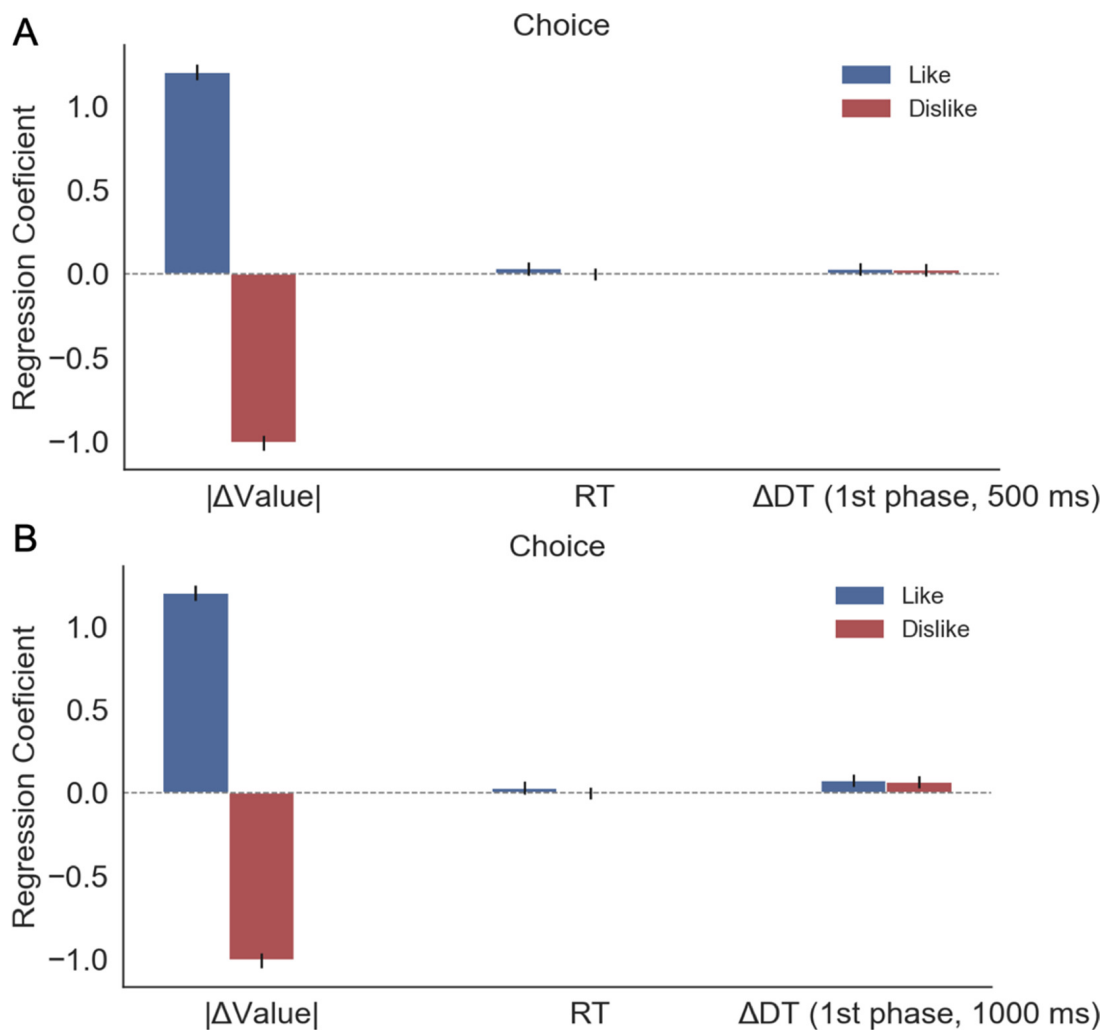 A
Choice
Like
Dislike
Regression Coeficient
1.0
0.5
0.0
−0.5
−1.0
|ΔValue| RT ΔDT (1st phase, 500 ms)
B
Choice
Like
Dislike
Regression Coeficient
1.0
0.5
0.0
−0.5
−1.0
|ΔValue| RT ΔDT (1st phase, 1000 ms)